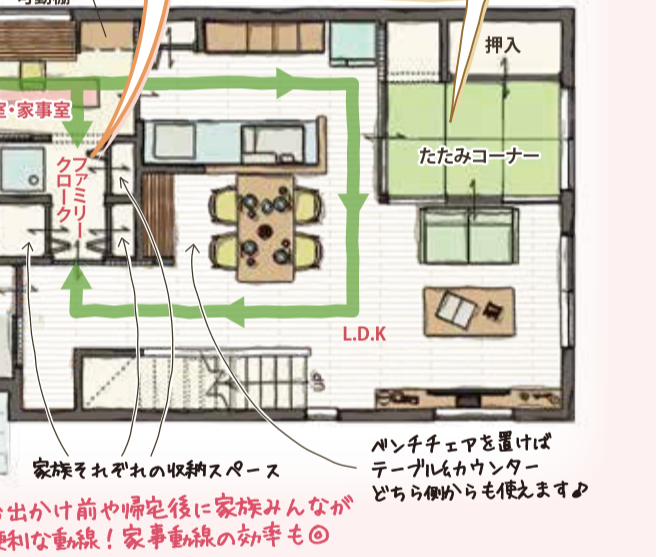 可動棚
押入
室・家事室
たたみコーナー
ファミリー
クローク
L.D.K
UP
家族それぞれの収納スペース
ベンチチェアを置けば
テーブル&カウンター
どちら側からも使えます♪
お出かけ前や帰宅後に家族みんなが
便利な動線！家事動線の効率も◎